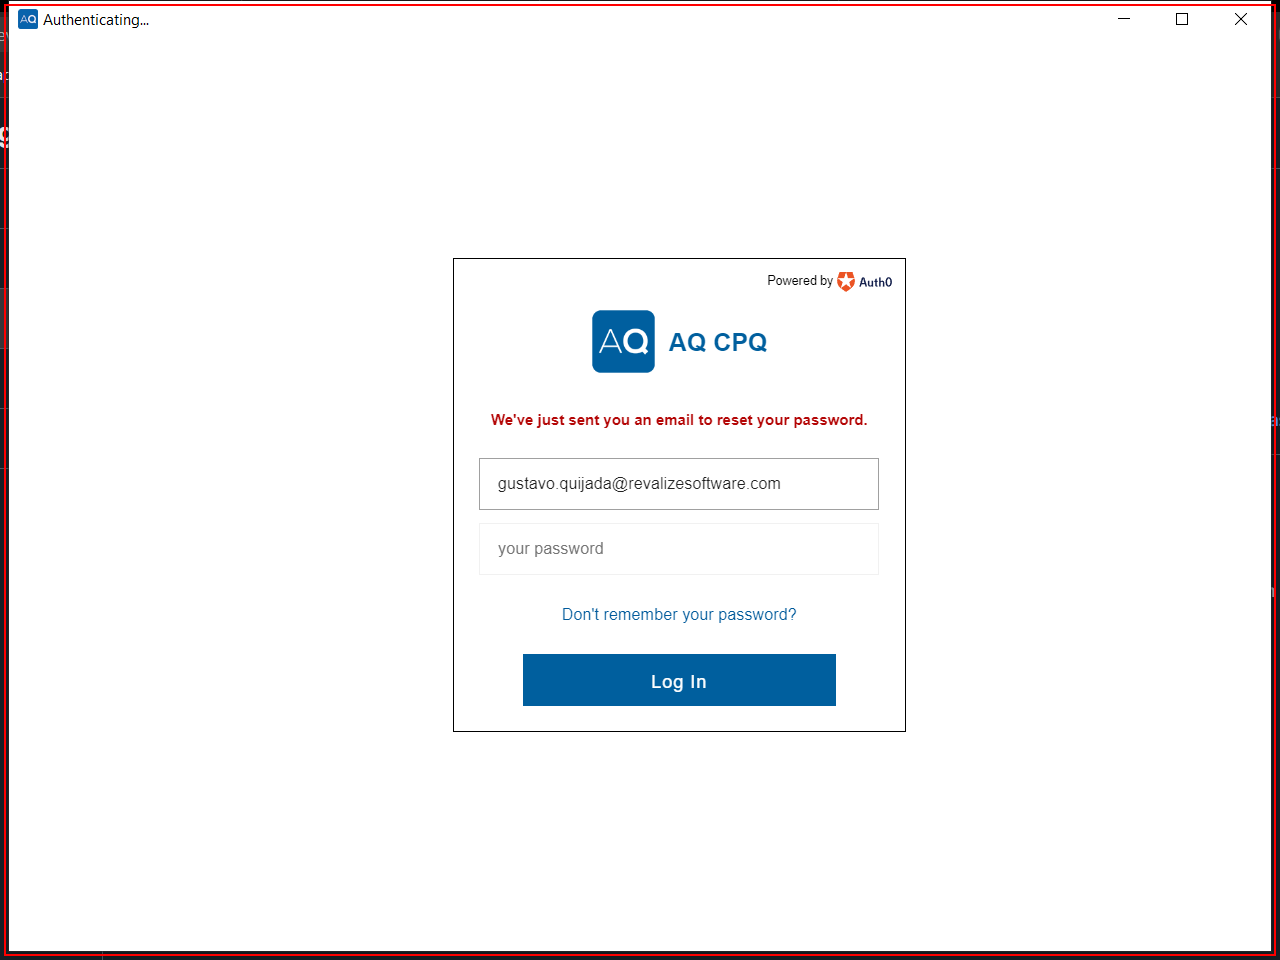 AQ Authenticating...
Powered by Auth0
AQ AQ CPQ
We've just sent you an email to reset your password.
gustavo.quijada@revalizesoftware.com
your password
Don't remember your password?
Log In